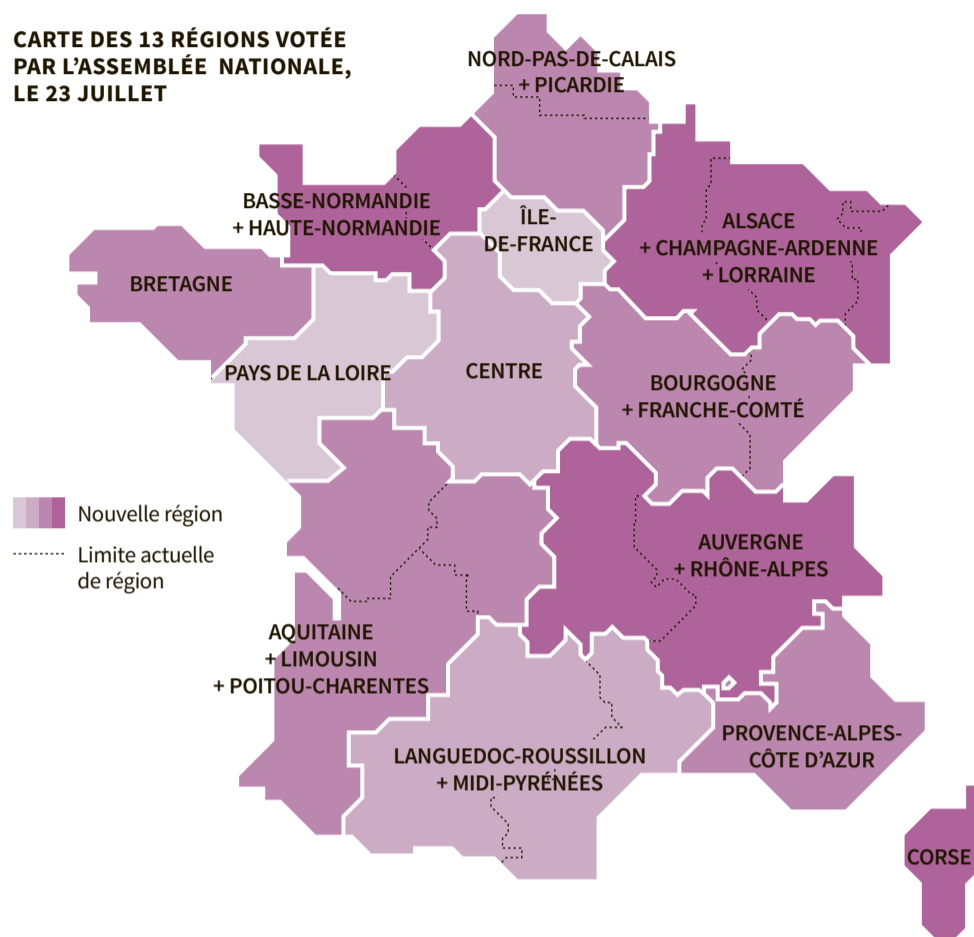 CARTE DES 13 RÉGIONS VOTÉE
PAR L’ASSEMBLÉE NATIONALE,
LE 23 JUILLET
NORD-PAS-DE-CALAIS
+ PICARDIE
BASSE-NORMANDIE
+ HAUTE-NORMANDIE
ÎLE-
DE-FRANCE
ALSACE
+ CHAMPAGNE-ARDENNE
+ LORRAINE
BRETAGNE
PAYS DE LA LOIRE
CENTRE
BOURGOGNE
+ FRANCHE-COMTÉ
Nouvelle région
Limite actuelle
de région
AUVERGNE
+ RHÔNE-ALPES
AQUITAINE
+ LIMOUSIN
+ POITOU-CHARENTES
LANGUEDOC-ROUSSILLON
+ MIDI-PYRÉNÉES
PROVENCE-ALPES-
CÔTE D’AZUR
CORSE